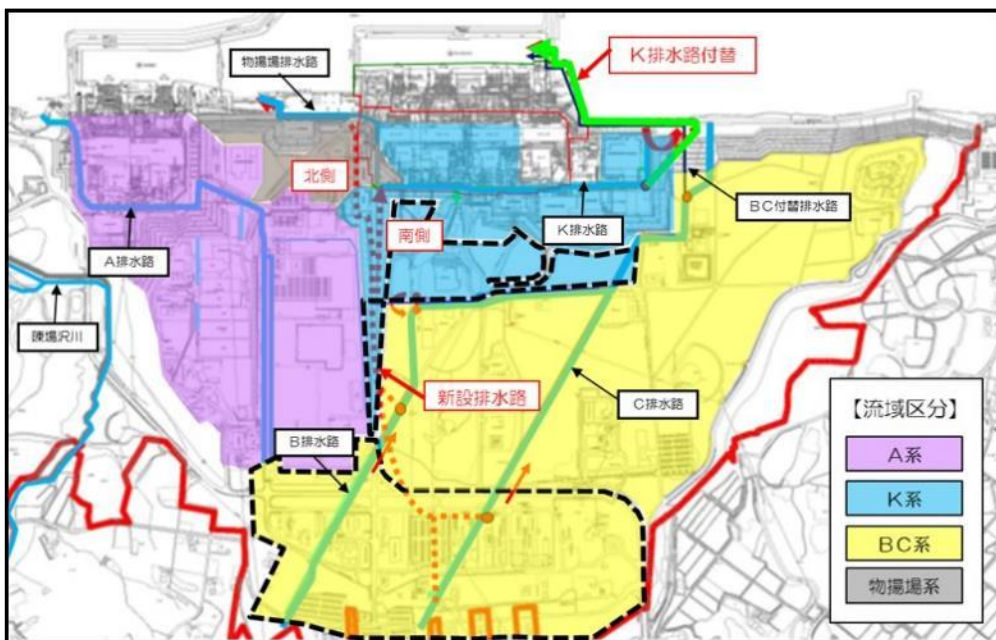 物揚場排水路
K排水路付替
北側
南側
K排水路
BC付替排水路
A排水路
陳場沢川
新設排水路
C排水路
B排水路
【流域区分】
A系
K系
BC系
物揚場系